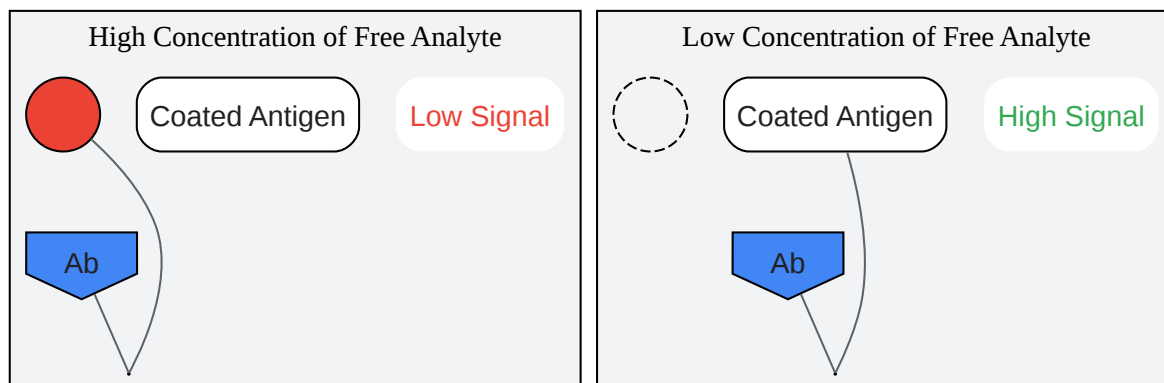 High Concentration of Free Analyte
Coated Antigen
Low Signal
Ab
Low Concentration of Free Analyte
Coated Antigen
High Signal
Ab